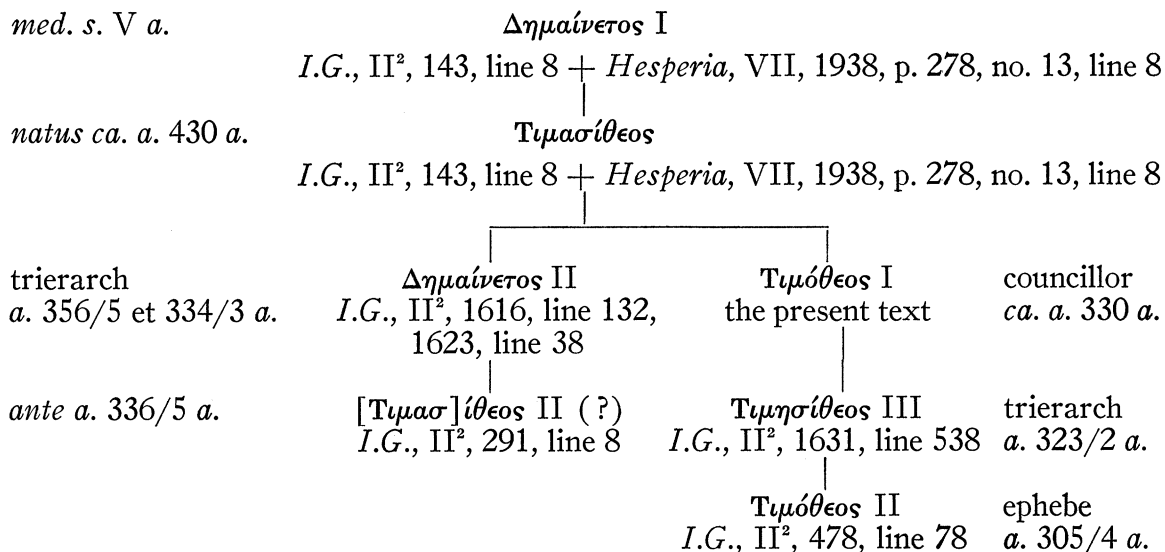 med. s. V a. Δημαίνετος I
I.G., II², 143, line 8 + Hesperia, VII, 1938, p. 278, no. 13, line 8
natus ca. a. 430 a. Τιμασίθεος
I.G., II², 143, line 8 + Hesperia, VII, 1938, p. 278, no. 13, line 8
trierarch Δημαίνετος II Τιμόθεος I councillor
a. 356/5 et 334/3 a. I.G., II², 1616, line 132, the present text ca. a. 330 a.
1623, line 38
ante a. 336/5 a. [Τιμασ]ίθεος II (?) Τιμησίθεος III trierarch
I.G., II², 291, line 8 I.G., II², 1631, line 538 a. 323/2 a.
Τιμόθεος II ephebe
I.G., II², 478, line 78 a. 305/4 a.